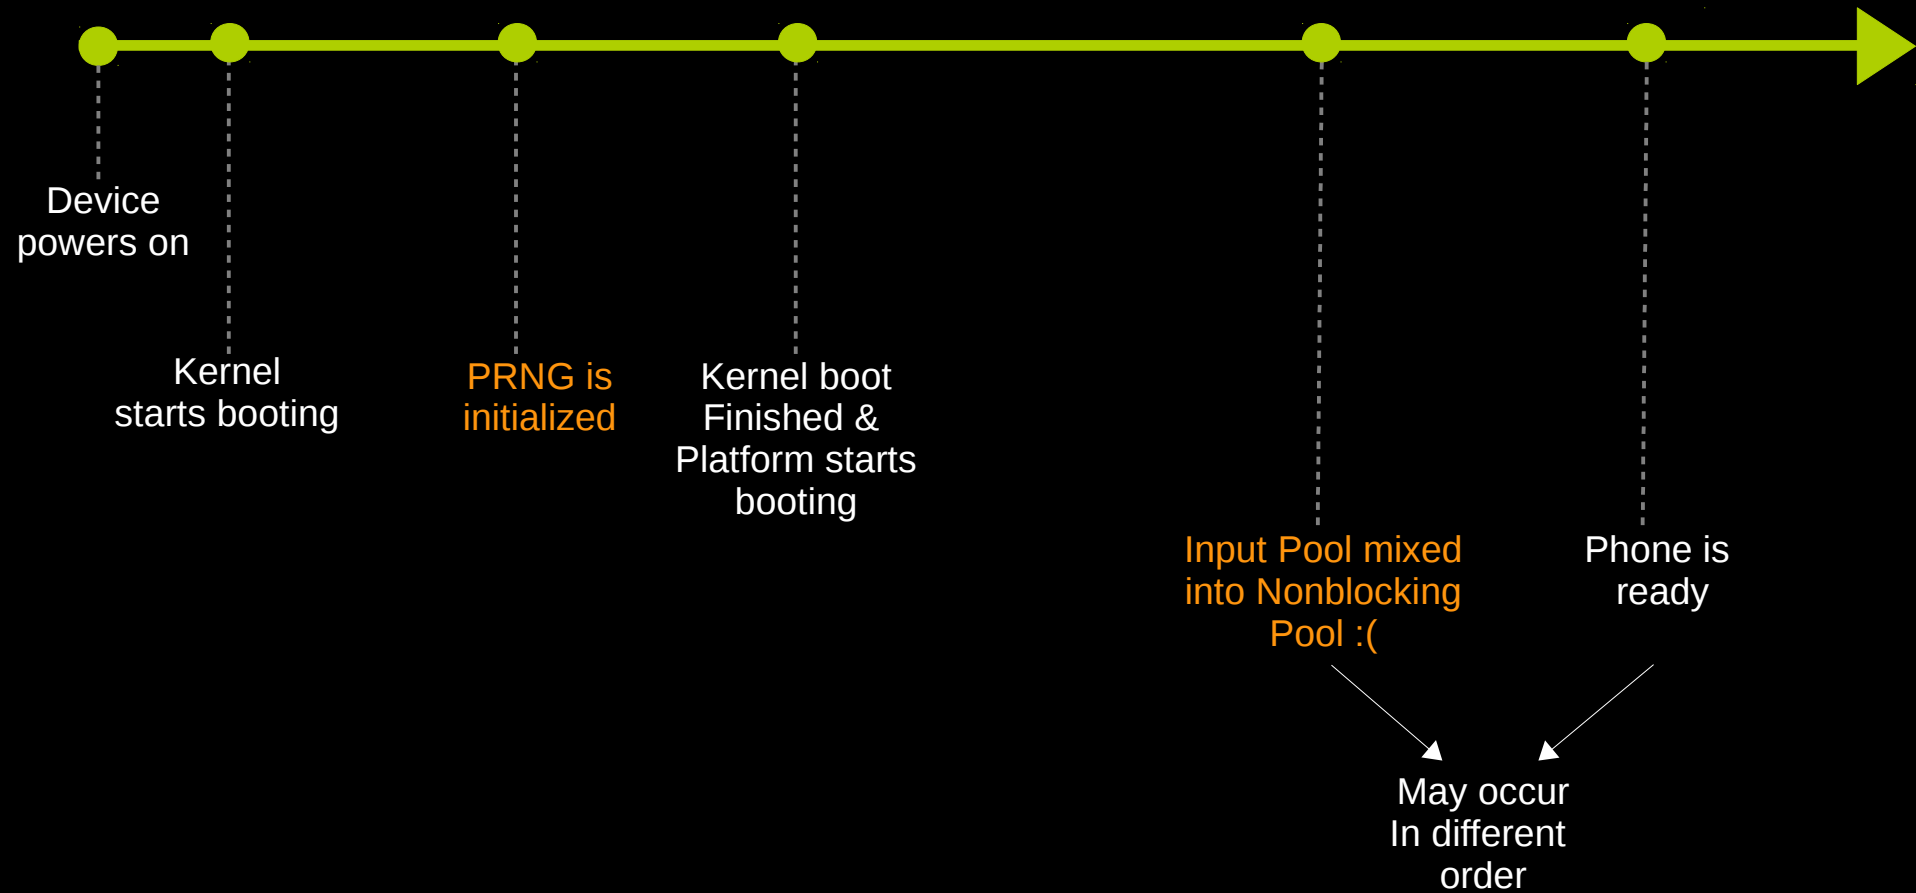 Device
powers on
Kernel
starts booting
PRNG is
initialized
Kernel boot
Finished &
Platform starts
booting
Input Pool mixed
into Nonblocking
Pool :(
Phone is
ready
May occur
In different
order